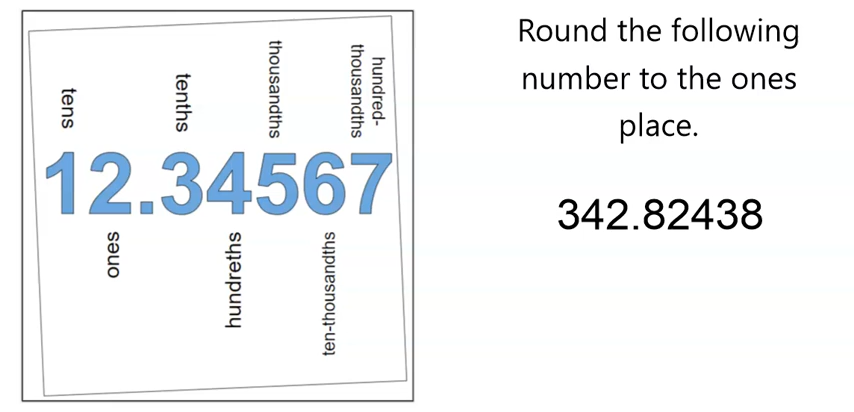 tens
tenths
thousandths
hundred-
thousandths
12.34567
ones
hundreths
ten-thousandths
Round the following
number to the ones
place.
342.82438